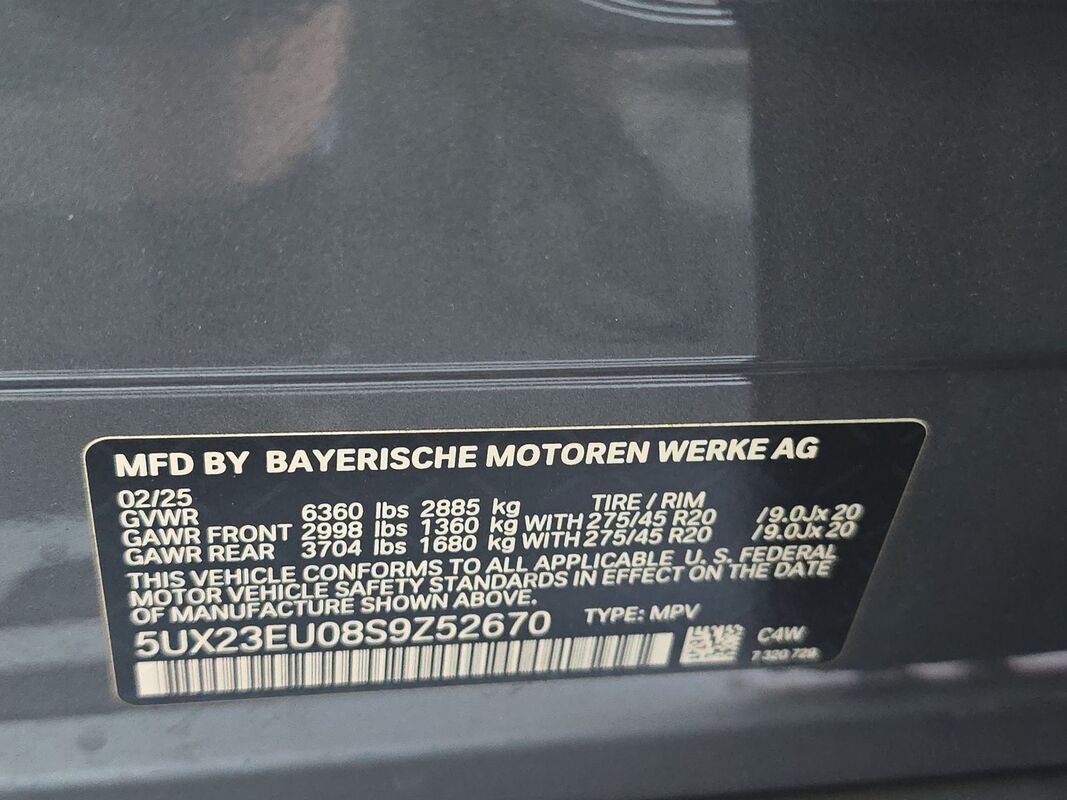 MFD BY BAYERISCHE MOTOREN WERKE AG
02/25 TIRE / RIM
GVWR 6360 lbs 2885 kg
GAWR FRONT 2998 lbs 1360 kg WITH 275/45 R20 /9.0Jx20
GAWR REAR 3704 lbs 1680 kg WITH 275/45 R20 /9.0Jx20
THIS VEHICLE CONFORMS TO ALL APPLICABLE U. S. FEDERAL
MOTOR VEHICLE SAFETY STANDARDS IN EFFECT ON THE DATE
OF MANUFACTURE SHOWN ABOVE.
5UX23EU08S9Z52670 TYPE: MPV
C4W